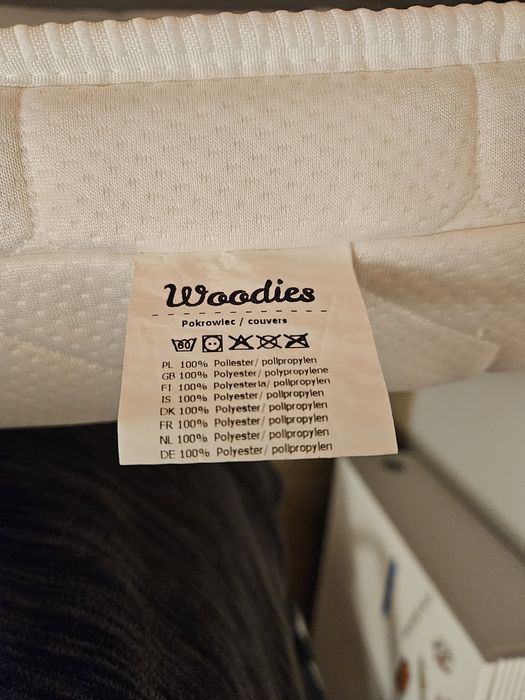 Woodies
Pokrowiec / couvers
PL 100% Poliester/ polipropylen
GB 100% Polyester/ polypropylene
FI 100% Polyesteria/ polipropylen
IS 100% Polyester/ polipropylen
DK 100% Polyester/ polipropylen
FR 100% Polyester/ polipropylen
NL 100% Polyester/ polipropylen
DE 100% Polyester/ polipropylen